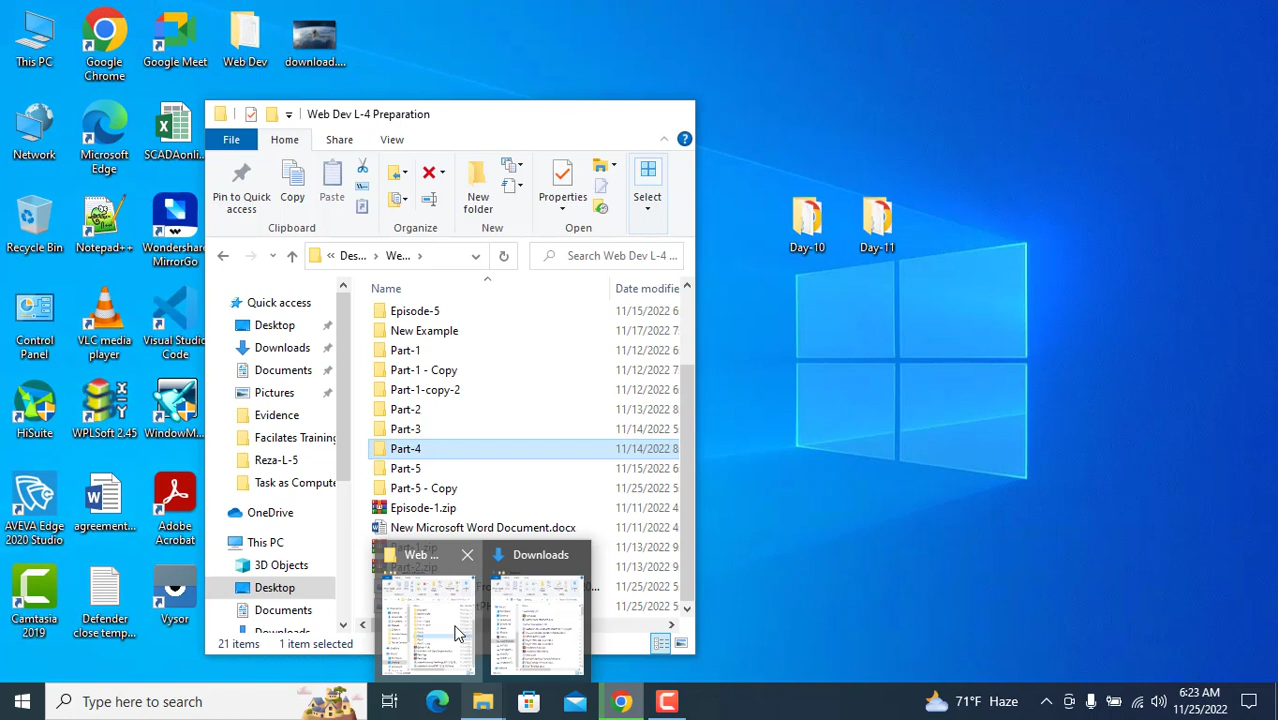 This PC
Google Chrome
Google Meet
Web Dev
download....
Network
Microsoft Edge
SCADAonli...
Recycle Bin
Notepad++
Wondershare MirrorGo
Control Panel
VLC media player
Visual Studio Code
HiSuite
WPLSoft 2.45
WindowM...
AVEVA Edge 2020 Studio
agreement...
Adobe Acrobat
Camtasia 2019
Defender close temp...
Vysor
Day-10
Day-11
Web Dev L-4 Preparation
File
Home
Share
View
Pin to Quick access
Copy
Paste
New folder
Properties
Select
Clipboard
Organize
New
Open
« Des... › We... ›
Search Web Dev L-4 ...
Quick access
Desktop
Downloads
Documents
Pictures
Evidence
Facilates Training
Reza-L-5
Task as Compute
OneDrive
This PC
3D Objects
Desktop
Documents
Name
Date modifie
Episode-5 11/15/2022 6
New Example 11/17/2022 7
Part-1 11/12/2022 6
Part-1 - Copy 11/12/2022 7
Part-1-copy-2 11/12/2022 6
Part-2 11/13/2022 8
Part-3 11/14/2022 5
Part-4 11/14/2022 8
Part-5 11/15/2022 6
Part-5 - Copy 11/25/2022 5
Episode-1.zip 11/11/2022 4
New Microsoft Word Document.docx 11/11/2022 4
Part-1.zip 11/13/2022 9
Part-2.zip 11/13/2022 9
11/25/2022 5
11/25/2022 5
21 items
selected
Web ...
Downloads
Type here to search
71°F Haze
6:23 AM
11/25/2022